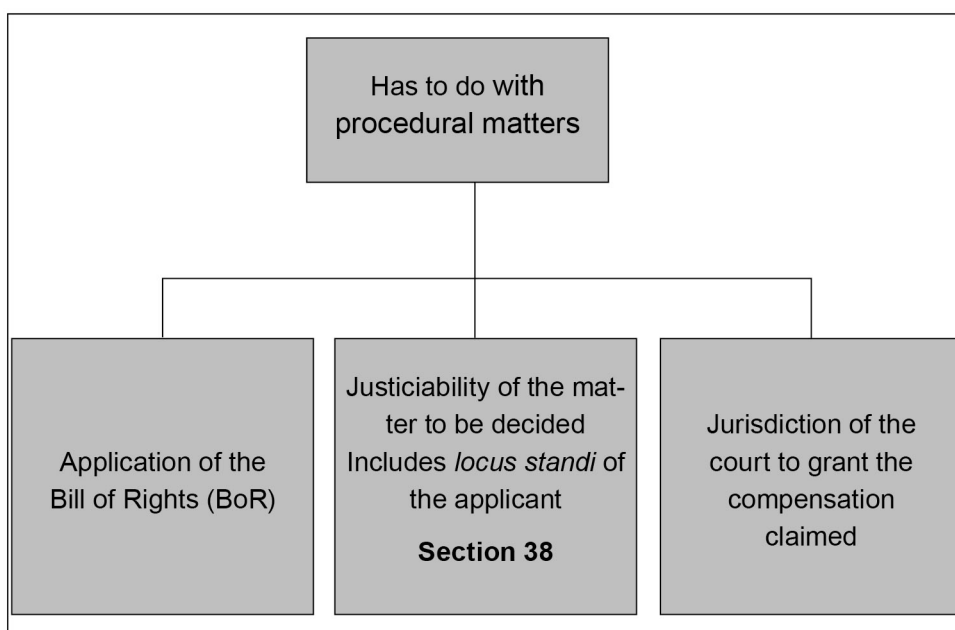 Has to do with
procedural matters
Application of the
Bill of Rights (BoR)
Justiciability of the mat-
ter to be decided
Includes locus standi of
the applicant
Section 38
Jurisdiction of the
court to grant the
compensation
claimed